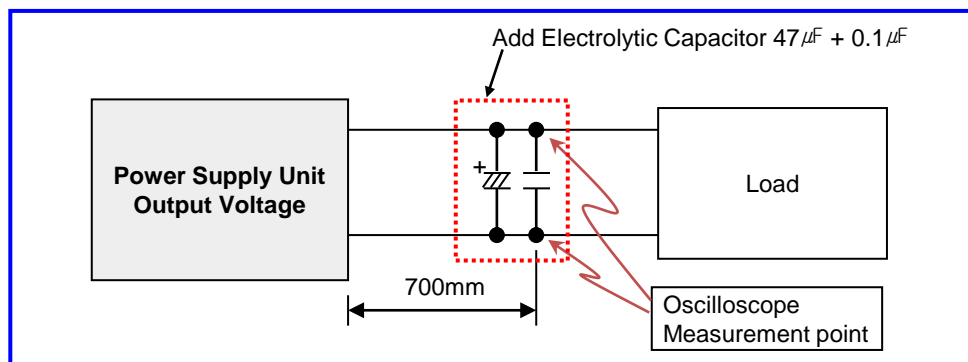 Add Electrolytic Capacitor 47㎌ + 0.1㎌
Power Supply Unit
Output Voltage
+
Load
700mm
Oscilloscope
Measurement point